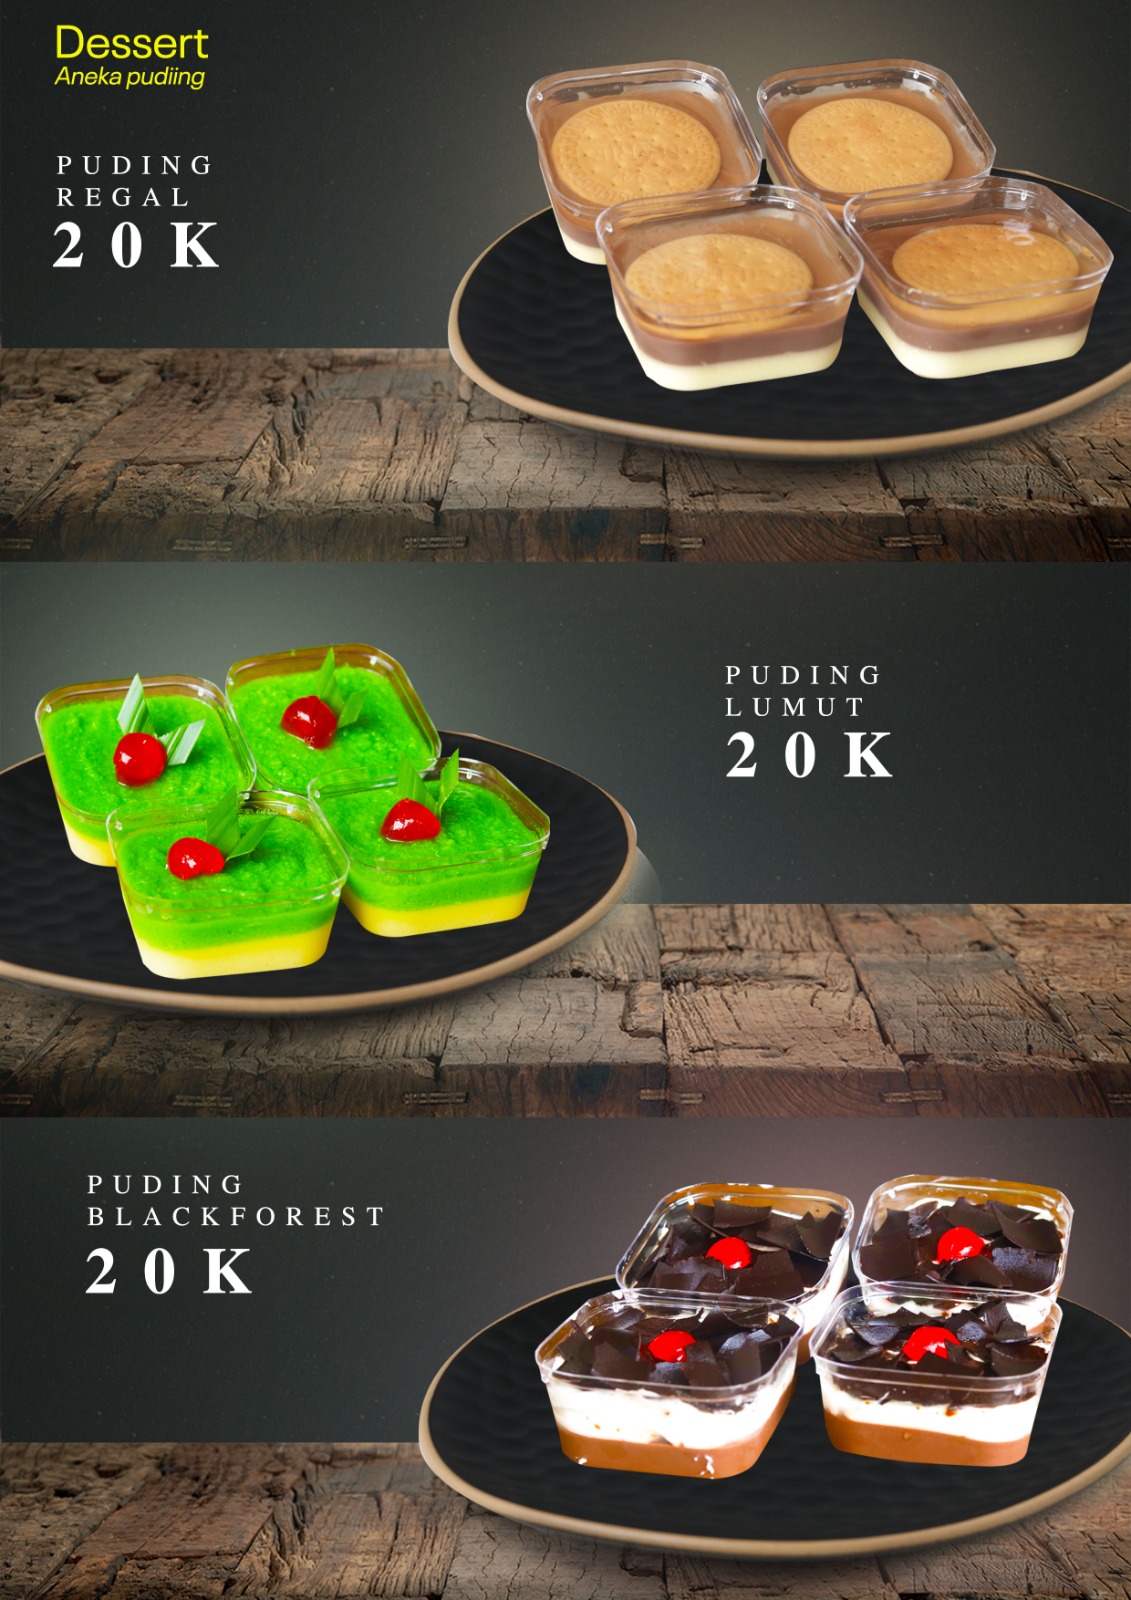 Dessert
Aneka pudiing
PUDING
REGAL
20K
PUDING
LUMUT
20K
PUDING
BLACKFOREST
20K